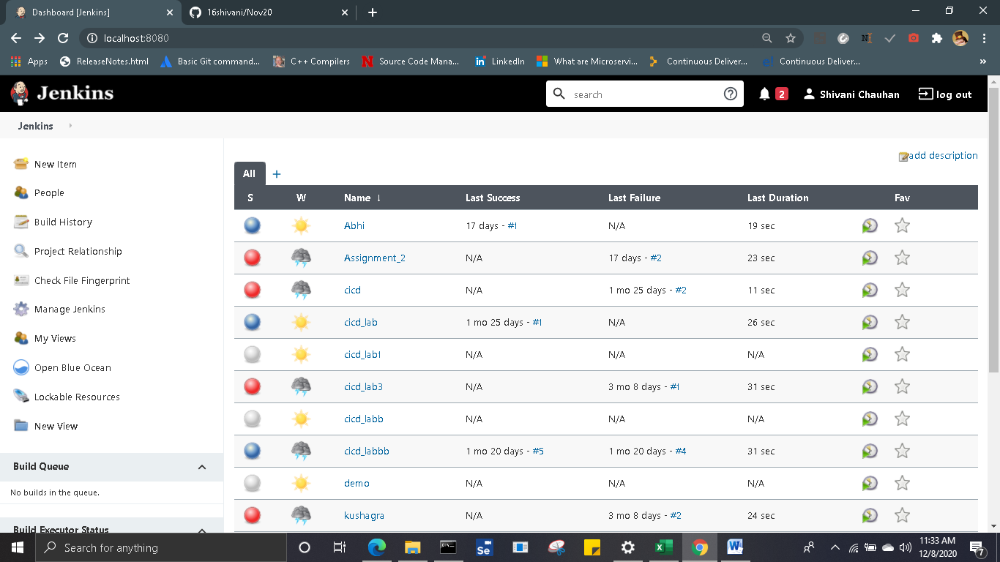 Dashboard [Jenkins]
16shivani/Nov20
localhost:8080
Apps
ReleaseNotes.html
Basic Git command...
C++ Compilers
Source Code Mana...
LinkedIn
What are Microservi...
Continuous Deliver...
Continuous Deliver...
Jenkins
search
2
Shivani Chauhan
log out
Jenkins
New Item
People
Build History
Project Relationship
Check File Fingerprint
Manage Jenkins
My Views
Open Blue Ocean
Lockable Resources
New View
Build Queue
No builds in the queue.
Build Executor Status
add description
All +
S W Name ↓ Last Success Last Failure Last Duration Fav
Abhi 17 days - #1 N/A 19 sec
Assignment_2 N/A 17 days - #2 23 sec
cicd N/A 1 mo 25 days - #2 11 sec
cicd_lab 1 mo 25 days - #1 N/A 26 sec
cicd_lab1 N/A N/A N/A
cicd_lab3 N/A 3 mo 8 days - #1 31 sec
cicd_labb N/A N/A N/A
cicd_labbb 1 mo 20 days - #5 1 mo 20 days - #4 31 sec
demo N/A N/A N/A
kushagra N/A 3 mo 8 days - #2 24 sec
Search for anything
Se
11:33 AM
12/8/2020
7